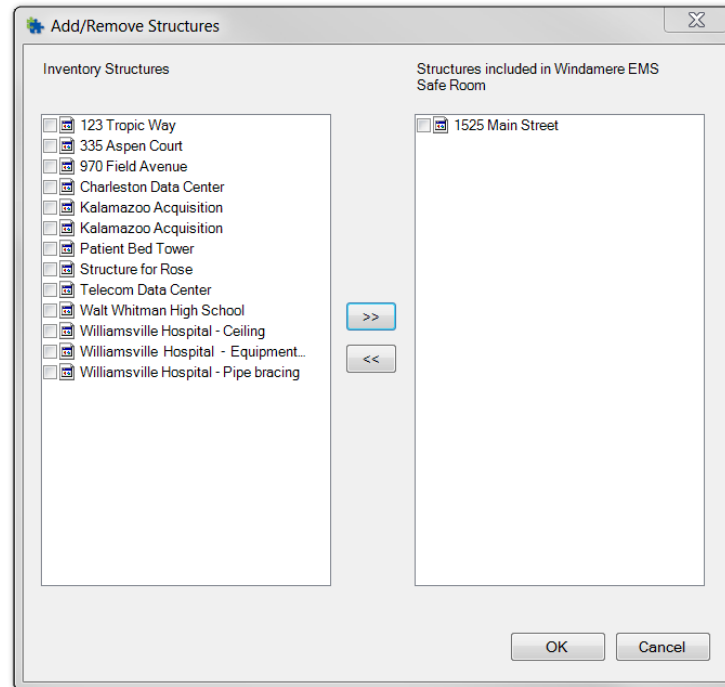 Add/Remove Structures
Inventory Structures
Structures included in Windamere EMS
Safe Room
123 Tropic Way
335 Aspen Court
970 Field Avenue
Charleston Data Center
Kalamazoo Acquisition
Kalamazoo Acquisition
Patient Bed Tower
Structure for Rose
Telecom Data Center
Walt Whitman High School
Williamsville Hospital - Ceiling
Williamsville Hospital - Equipment...
Williamsville Hospital - Pipe bracing
>>
<<
1525 Main Street
OK
Cancel